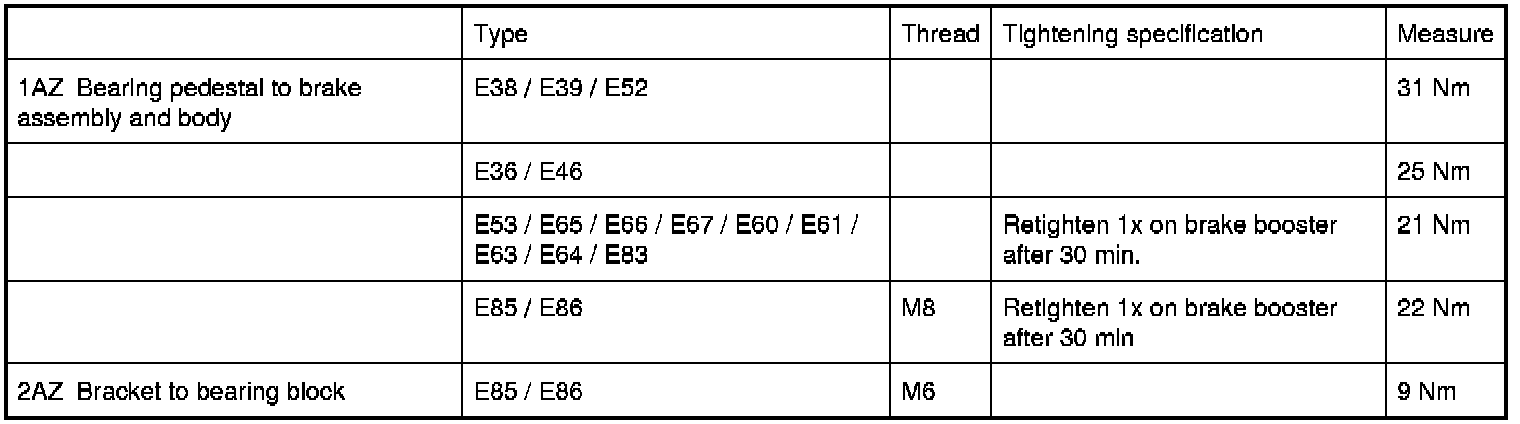 Type Thread Tightening specification Measure
1AZ Bearing pedestal to brake E38 / E39 / E52 31 Nm
assembly and body
E36 / E46 25 Nm
E53 / E65 / E66 / E67 / E60 / E61 / Retighten 1x on brake booster 21 Nm
E63 / E64 / E83 after 30 min.
E85 / E86 M8 Retighten 1x on brake booster 22 Nm
after 30 min
2AZ Bracket to bearing block E85 / E86 M6 9 Nm